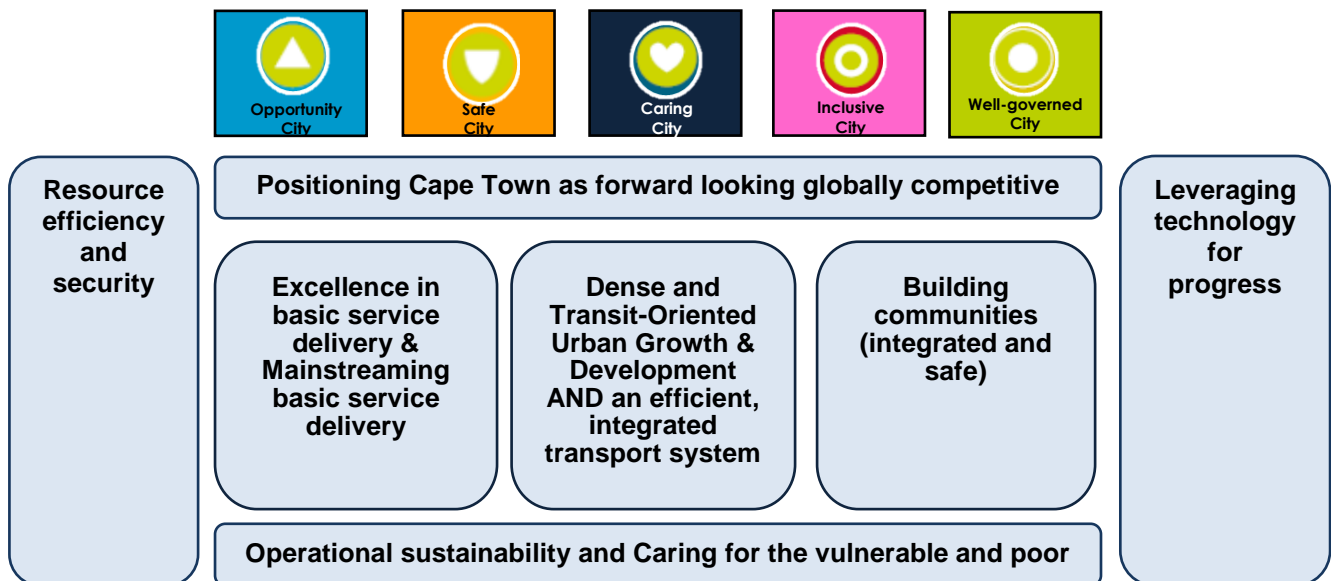 Opportunity
City
Safe
City
Caring
City
Inclusive
City
Well-governed
City
Resource
efficiency
and
security
Positioning Cape Town as forward looking globally competitive
Excellence in
basic service
delivery &
Mainstreaming
basic service
delivery
Dense and
Transit-Oriented
Urban Growth &
Development
AND an efficient,
integrated
transport system
Building
communities
(integrated and
safe)
Leveraging
technology
for
progress
Operational sustainability and Caring for the vulnerable and poor